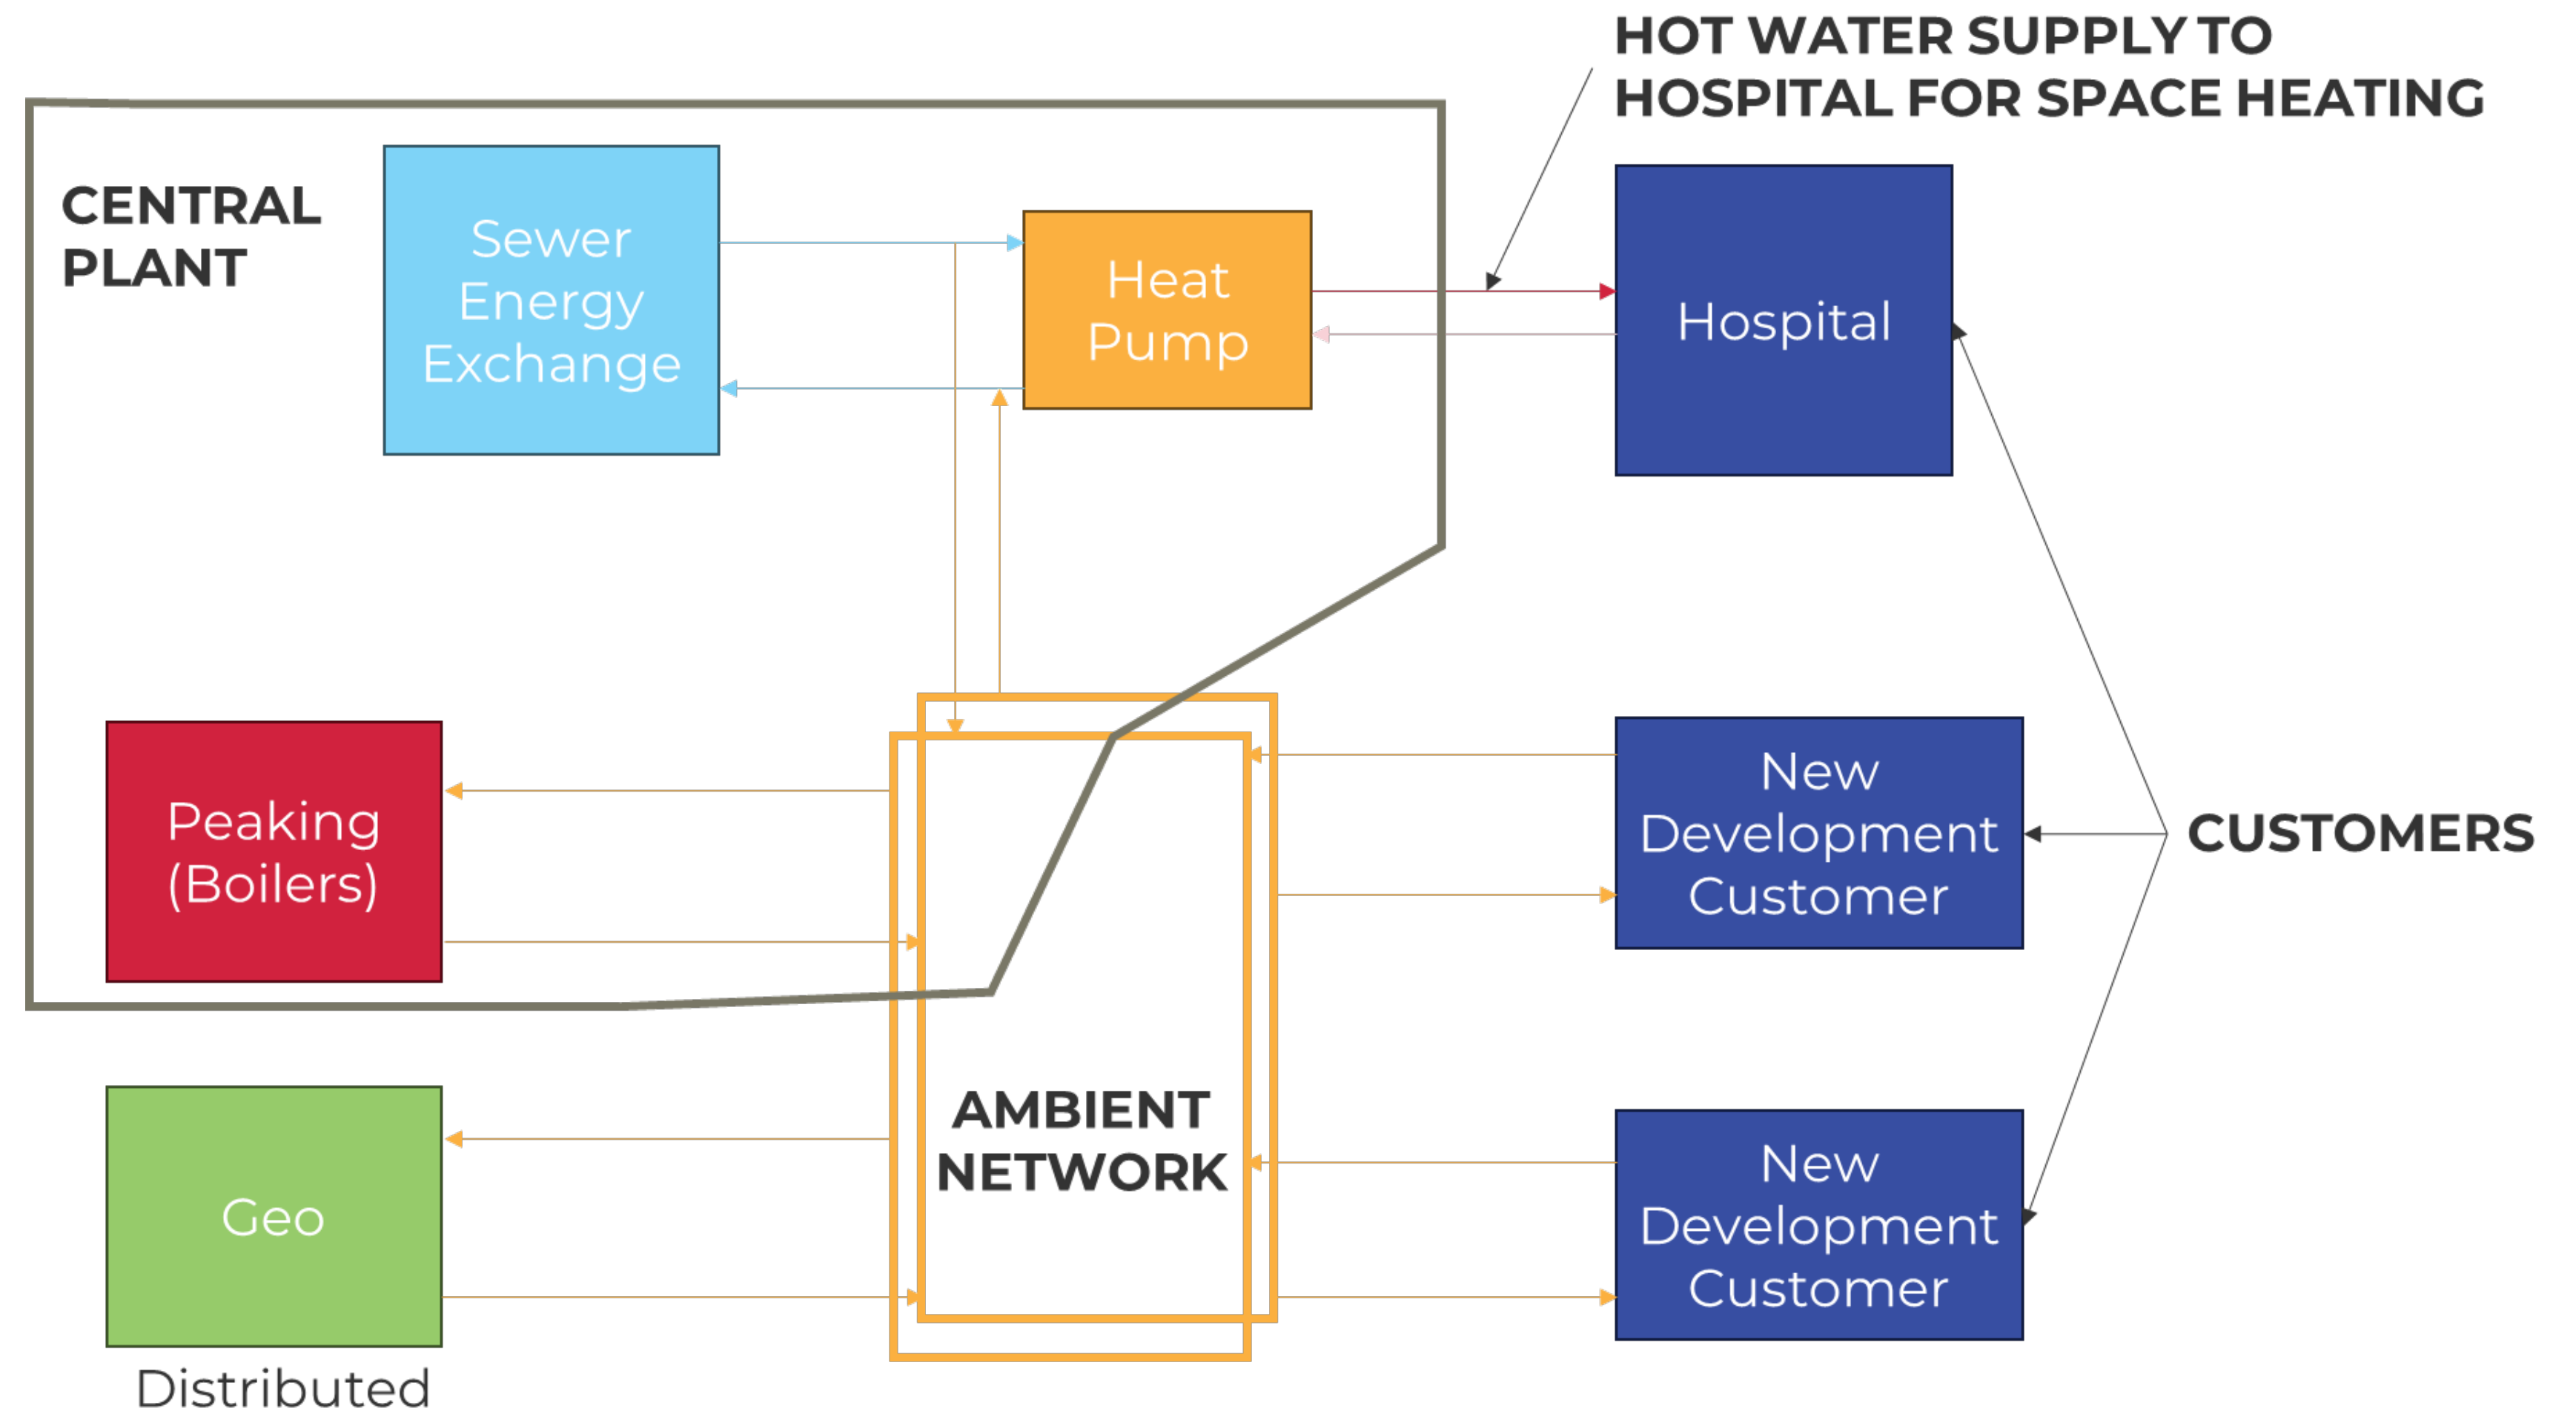 HOT WATER SUPPLY TO
HOSPITAL FOR SPACE HEATING
CENTRAL
PLANT
Sewer
Energy
Exchange
Heat
Pump
Hospital
Peaking
(Boilers)
New
Development
Customer
CUSTOMERS
AMBIENT
NETWORK
Geo
New
Development
Customer
Distributed